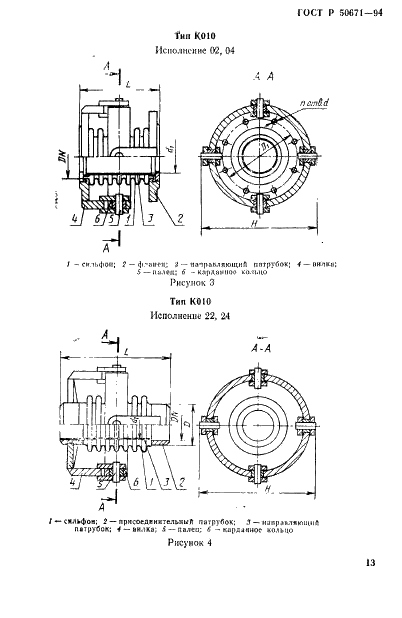 ГОСТ Р 50671—94
Тип К010
Исполнение 02, 04
А
L
А А
n отв. d
DN
d₁
D₁
4 6 5 1 3 2
H
А
1 — сильфон; 2 — фланец; 3 — направляющий патрубок; 4 — вилка;
5 — палец; 6 — карданное кольцо
Рисунок 3
Тип К010
Исполнение 22, 24
А
L
А-А
d₁
DN
D
4 5 6 1 3 2
H
А
1 — сильфон; 2 — присоединительный патрубок; 3 — направляющий
патрубок; 4 — вилка; 5 — палец; 6 — карданное кольцо
Рисунок 4
13